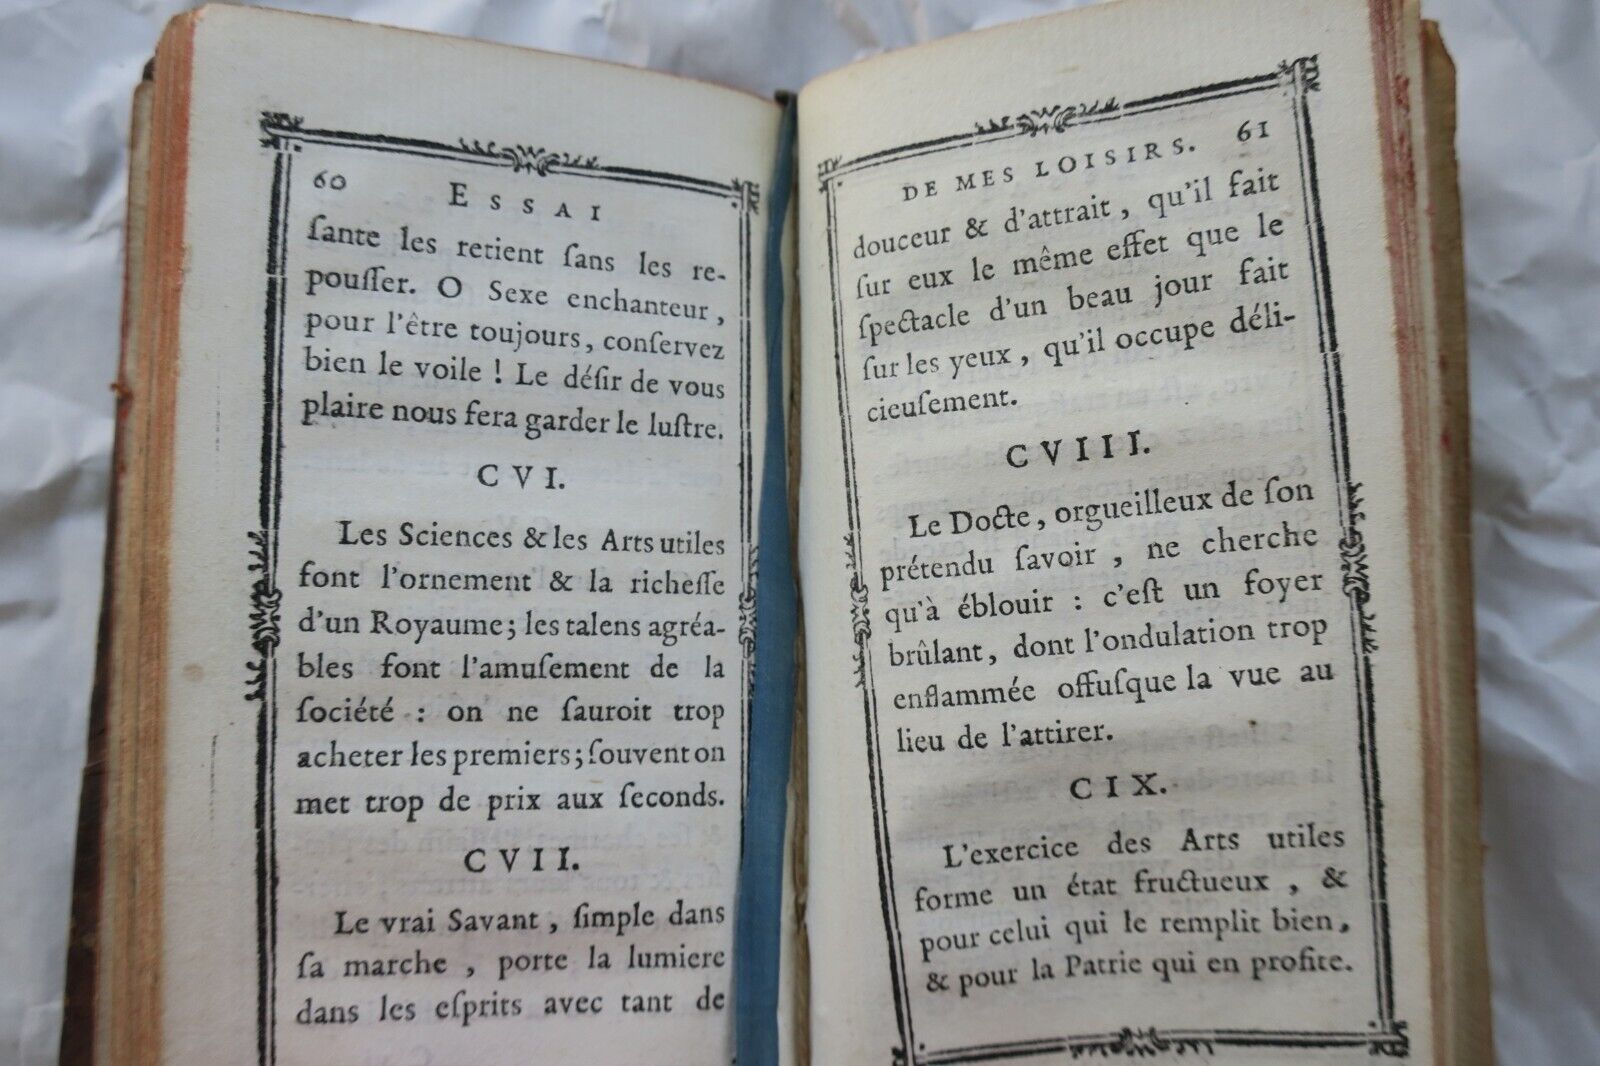 60 ESSAI
ſante les retient ſans les re-
pouſſer. O Sexe enchanteur,
pour l'être toujours, conſervez
bien le voile ! Le déſir de vous
plaire nous fera garder le luſtre.
CVI.
Les Sciences & les Arts utiles
font l'ornement & la richeſſe
d'un Royaume; les talens agréa-
bles font l'amuſement de la
ſociété : on ne ſauroit trop
acheter les premiers; ſouvent on
met trop de prix aux ſeconds.
CVII.
Le vrai Savant, ſimple dans
ſa marche, porte la lumiere
dans les eſprits avec tant de
DE MES LOISIRS. 61
douceur & d'attrait, qu'il fait
ſur eux le même effet que le
ſpectacle d'un beau jour fait
ſur les yeux, qu'il occupe déli-
cieuſement.
CVIII.
Le Docte, orgueilleux de ſon
prétendu ſavoir, ne cherche
qu'à éblouir : c'eſt un foyer
brûlant, dont l'ondulation trop
enflammée offuſque la vue au
lieu de l'attirer.
CIX.
L'exercice des Arts utiles
forme un état fructueux, &
pour celui qui le remplit bien,
& pour la Patrie qui en profite.